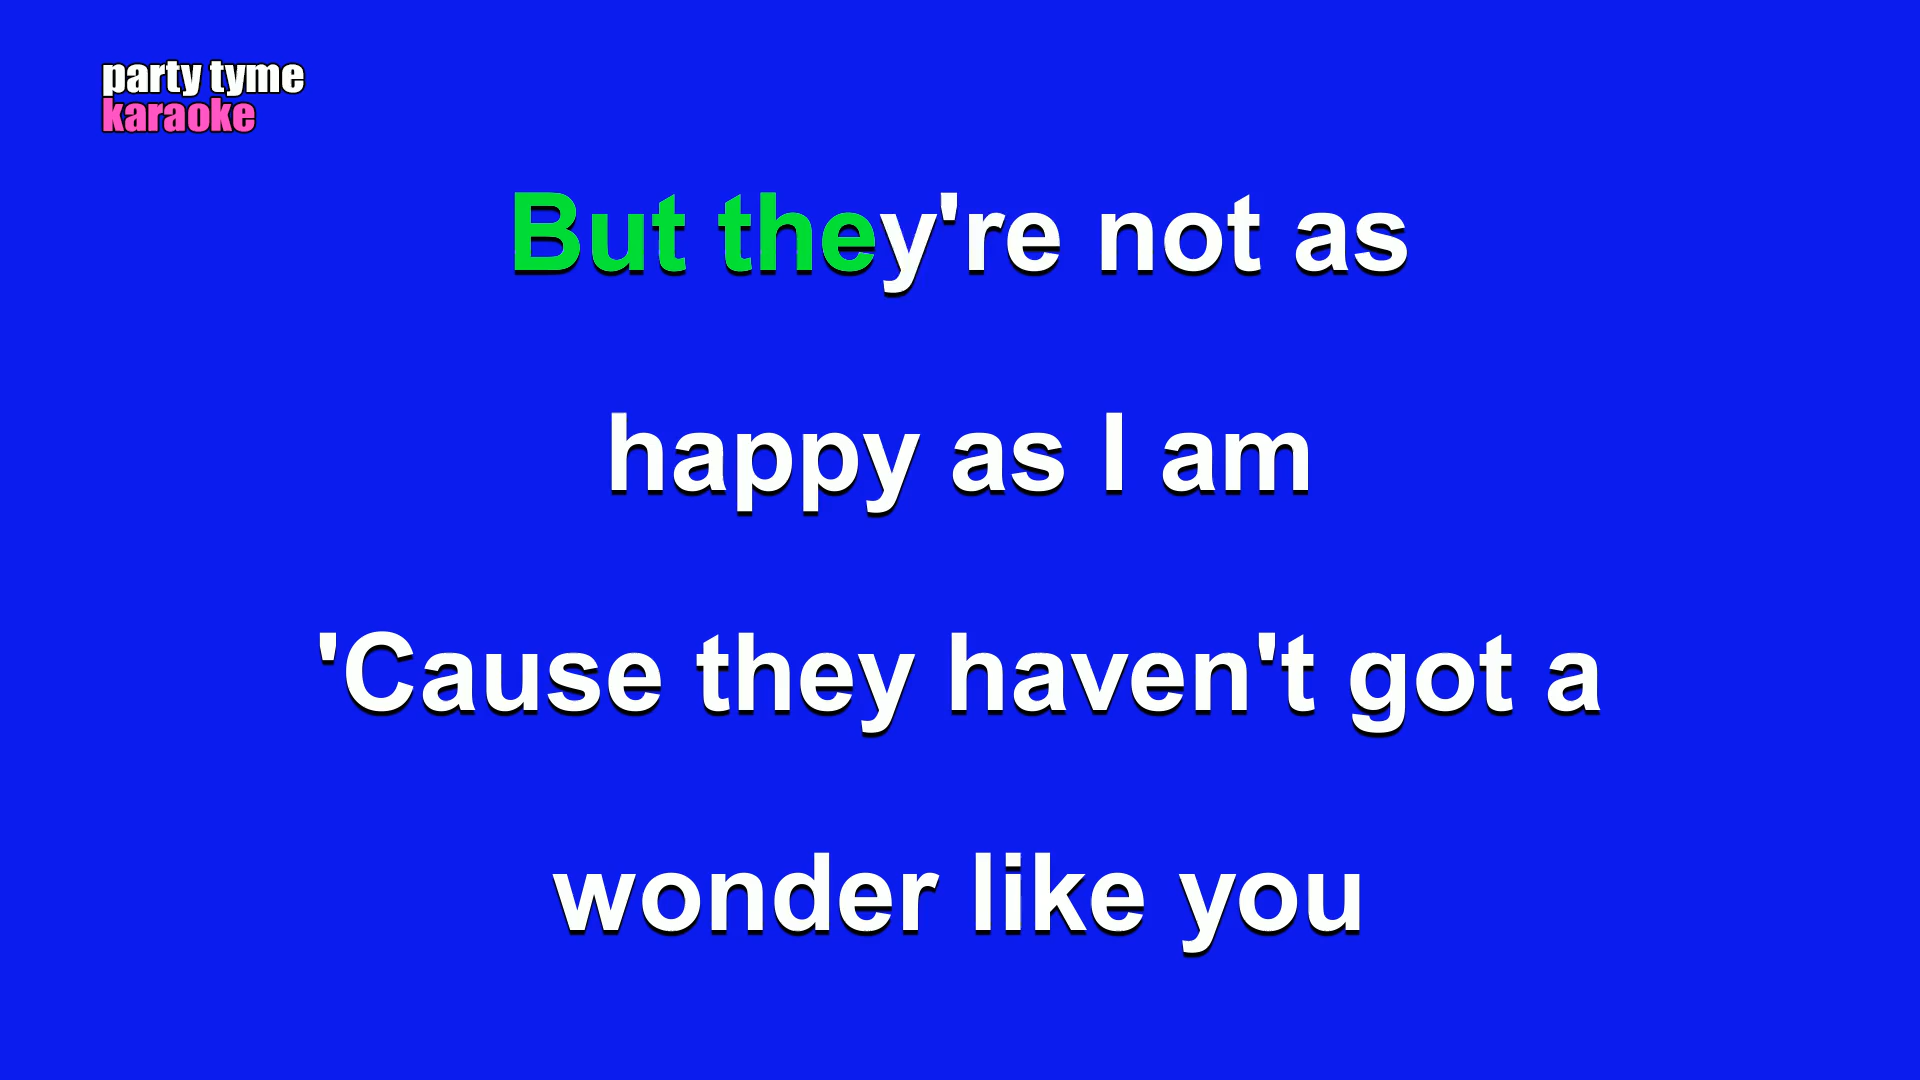 party tyme
karaoke
But they're not as
happy as I am
'Cause they haven't got a
wonder like you